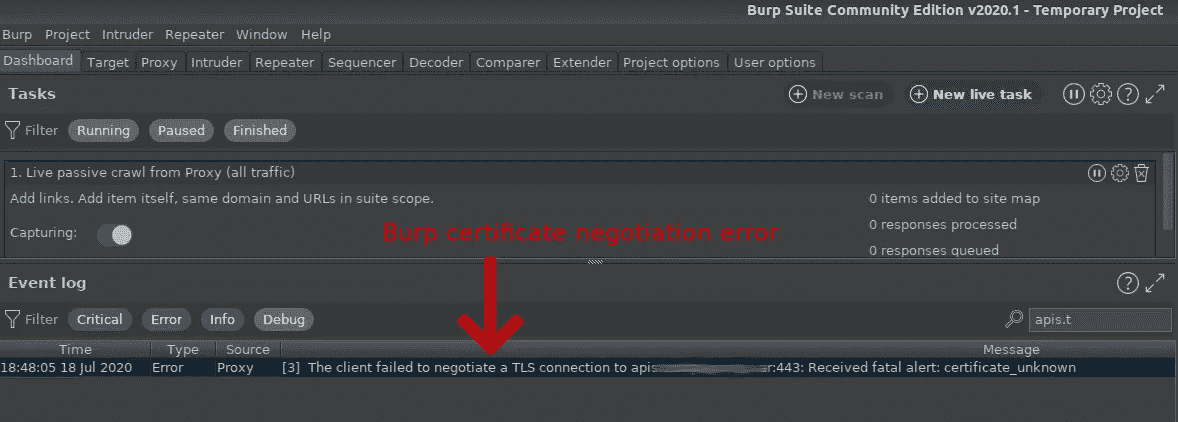 Burp Suite Community Edition v2020.1 - Temporary Project
Burp Project Intruder Repeater Window Help
Dashboard Target Proxy Intruder Repeater Sequencer Decoder Comparer Extender Project options User options
Tasks New scan New live task
Filter Running Paused Finished
1. Live passive crawl from Proxy (all traffic)
Add links. Add item itself, same domain and URLs in suite scope. 0 items added to site map
0 responses processed
Capturing: Burp certificate negotiation error
0 responses queued
Event log
Filter Critical Error Info Debug apis.t
Time Type Source Message
18:48:05 18 Jul 2020 Error Proxy [3] The client failed to negotiate a TLS connection to apis r:443: Received fatal alert: certificate_unknown